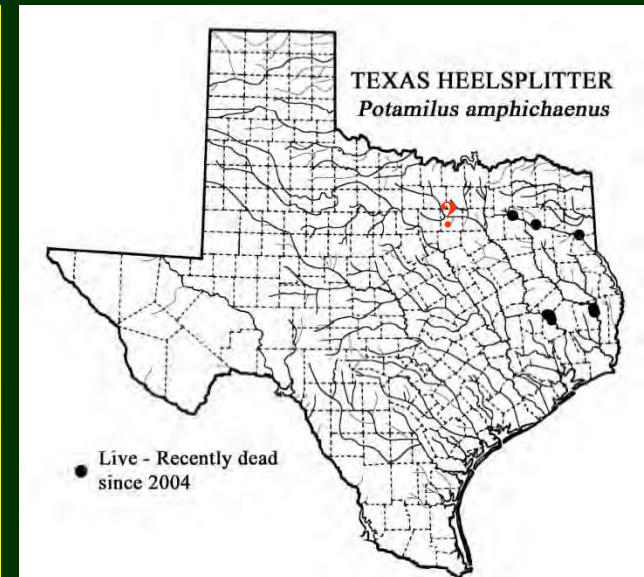 TEXAS HEELSPLITTER
Potamilus amphichaenus
?
Live - Recently dead
since 2004